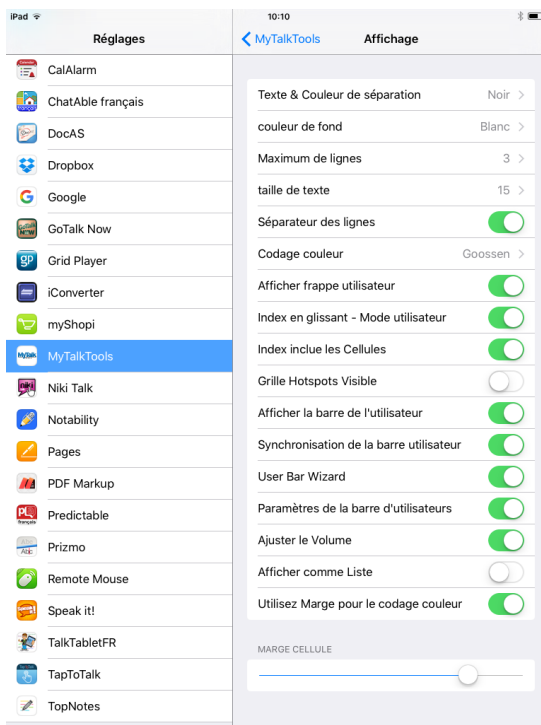 iPad
10:10
Réglages
MyTalkTools
Affichage
CalAlarm
ChatAble français
DocAS
Dropbox
Google
GoTalk Now
Grid Player
iConverter
myShopi
MyTalkTools
Niki Talk
Notability
Pages
PDF Markup
Predictable
Prizmo
Remote Mouse
Speak it!
TalkTabletFR
TapToTalk
TopNotes
Texte & Couleur de séparation Noir
couleur de fond Blanc
Maximum de lignes 3
taille de texte 15
Séparateur des lignes
Codage couleur Goossen
Afficher frappe utilisateur
Index en glissant - Mode utilisateur
Index inclue les Cellules
Grille Hotspots Visible
Afficher la barre de l'utilisateur
Synchronisation de la barre utilisateur
User Bar Wizard
Paramètres de la barre d'utilisateurs
Ajuster le Volume
Afficher comme Liste
Utilisez Marge pour le codage couleur
MARGE CELLULE